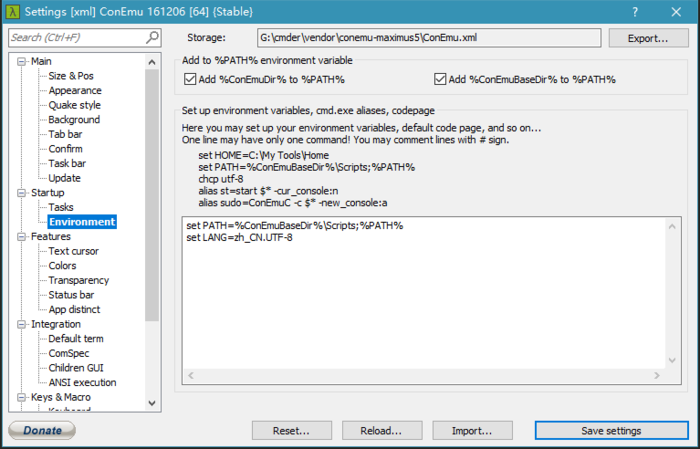 Settings [xml] ConEmu 161206 [64] (Stable)
Search (Ctrl+F)
Storage:
G:\cmder\vendor\conemu-maximus5\ConEmu.xml
Export...
Main
Size & Pos
Appearance
Quake style
Background
Tab bar
Confirm
Task bar
Update
Startup
Tasks
Environment
Features
Text cursor
Colors
Transparency
Status bar
App distinct
Integration
Default term
ComSpec
Children GUI
ANSI execution
Keys & Macro
Keyboard
Add to %PATH% environment variable
Add %ConEmuDir% to %PATH%
Add %ConEmuBaseDir% to %PATH%
Set up environment variables, cmd.exe aliases, codepage
Here you may set up your environment variables, default code page, and so on...
One line may have only one command! You may comment lines with # sign.
set HOME=C:\My Tools\Home
set PATH=%ConEmuBaseDir%\Scripts;%PATH%
chcp utf-8
alias st=start $* -cur_console:n
alias sudo=ConEmuC -c $* -new_console:a
set PATH=%ConEmuBaseDir%\Scripts;%PATH%
set LANG=zh_CN.UTF-8
Donate
Reset...
Reload...
Import...
Save settings